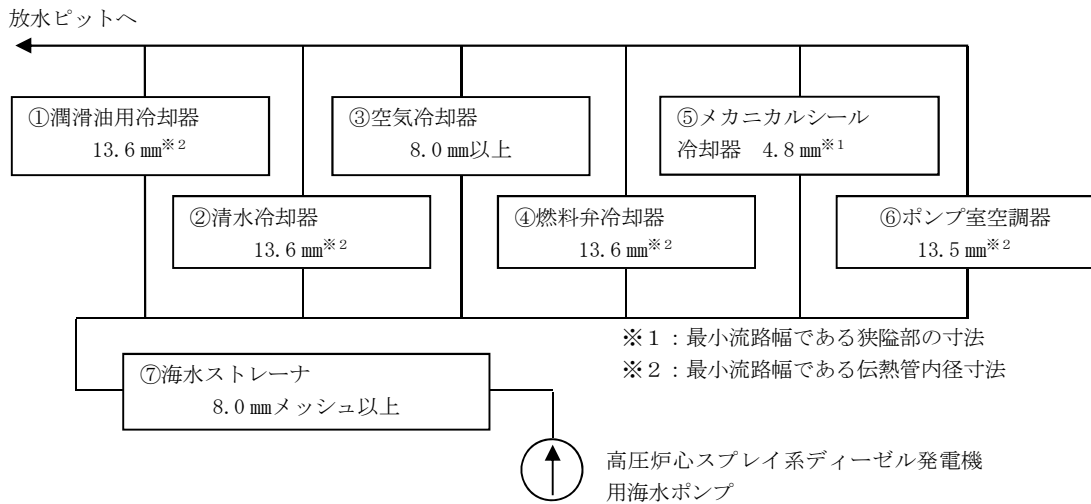 放水ピットへ
①潤滑油用冷却器
13.6 ㎜※2
③空気冷却器
8.0 ㎜以上
⑤メカニカルシール
冷却器 4.8 ㎜※1
②清水冷却器
13.6 ㎜※2
④燃料弁冷却器
13.6 ㎜※2
⑥ポンプ室空調器
13.5 ㎜※2
※1:最小流路幅である狭隘部の寸法
※2:最小流路幅である伝熱管内径寸法
⑦海水ストレーナ
8.0 ㎜メッシュ以上
高圧炉心スプレイ系ディーゼル発電機
用海水ポンプ